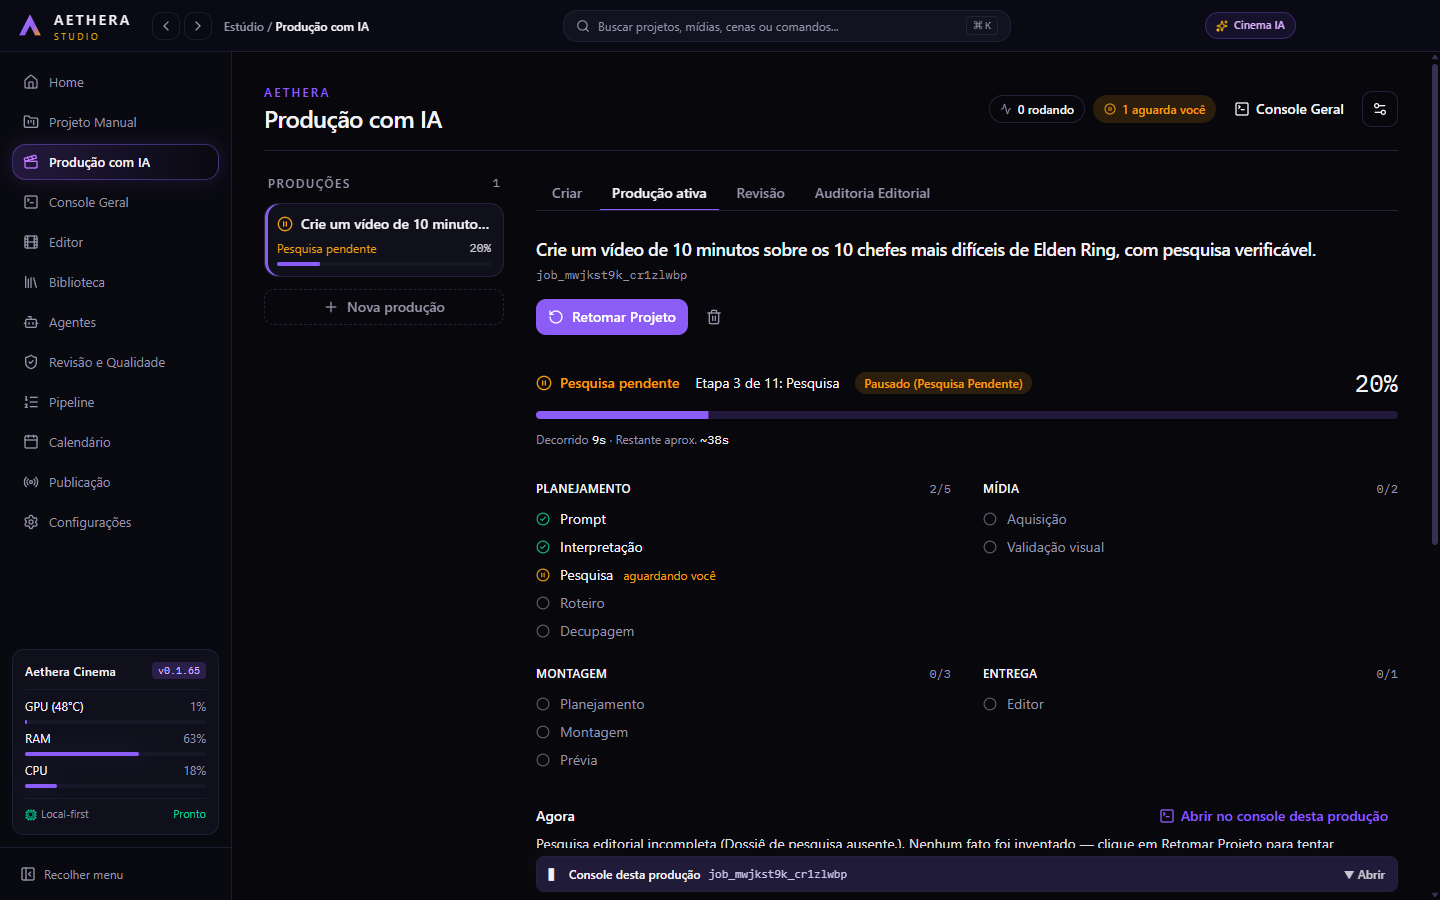 AETHERA
STUDIO
Estúdio / Produção com IA
Buscar projetos, mídias, cenas ou comandos...
⌘ K
Cinema IA
Home
Projeto Manual
Produção com IA
Console Geral
Editor
Biblioteca
Agentes
Revisão e Qualidade
Pipeline
Calendário
Publicação
Configurações
Aethera Cinema v0.1.65
GPU (48°C) 1%
RAM 63%
CPU 18%
Local-first Pronto
Recolher menu
AETHERA
Produção com IA
0 rodando
1 aguarda você
Console Geral
PRODUÇÕES 1
Crie um vídeo de 10 minuto...
Pesquisa pendente 20%
Nova produção
Criar
Produção ativa
Revisão
Auditoria Editorial
Crie um vídeo de 10 minutos sobre os 10 chefes mais difíceis de Elden Ring, com pesquisa verificável.
job_mwjkst9k_cr1zlwbp
Retomar Projeto
Pesquisa pendente Etapa 3 de 11: Pesquisa Pausado (Pesquisa Pendente) 20%
Decorrido 9s · Restante aprox. ~38s
PLANEJAMENTO 2/5
Prompt
Interpretação
Pesquisa aguardando você
Roteiro
Decupagem
MÍDIA 0/2
Aquisição
Validação visual
MONTAGEM 0/3
Planejamento
Montagem
Prévia
ENTREGA 0/1
Editor
Agora
Abrir no console desta produção
Pesquisa editorial incompleta (Dossiê de pesquisa ausente.). Nenhum fato foi inventado — clique em Retomar Projeto para tentar
Console desta produção job_mwjkst9k_cr1zlwbp
▼ Abrir